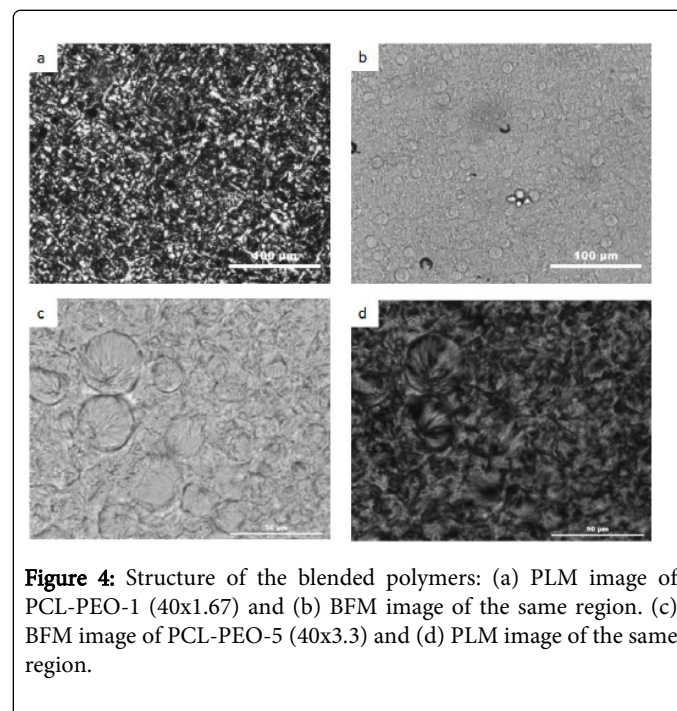 a
b
400 µm
100 µm
c
d
50 µm
50 µm
Figure 4: Structure of the blended polymers: (a) PLM image of
PCL-PEO-1 (40x1.67) and (b) BFM image of the same region. (c)
BFM image of PCL-PEO-5 (40x3.3) and (d) PLM image of the same
region.